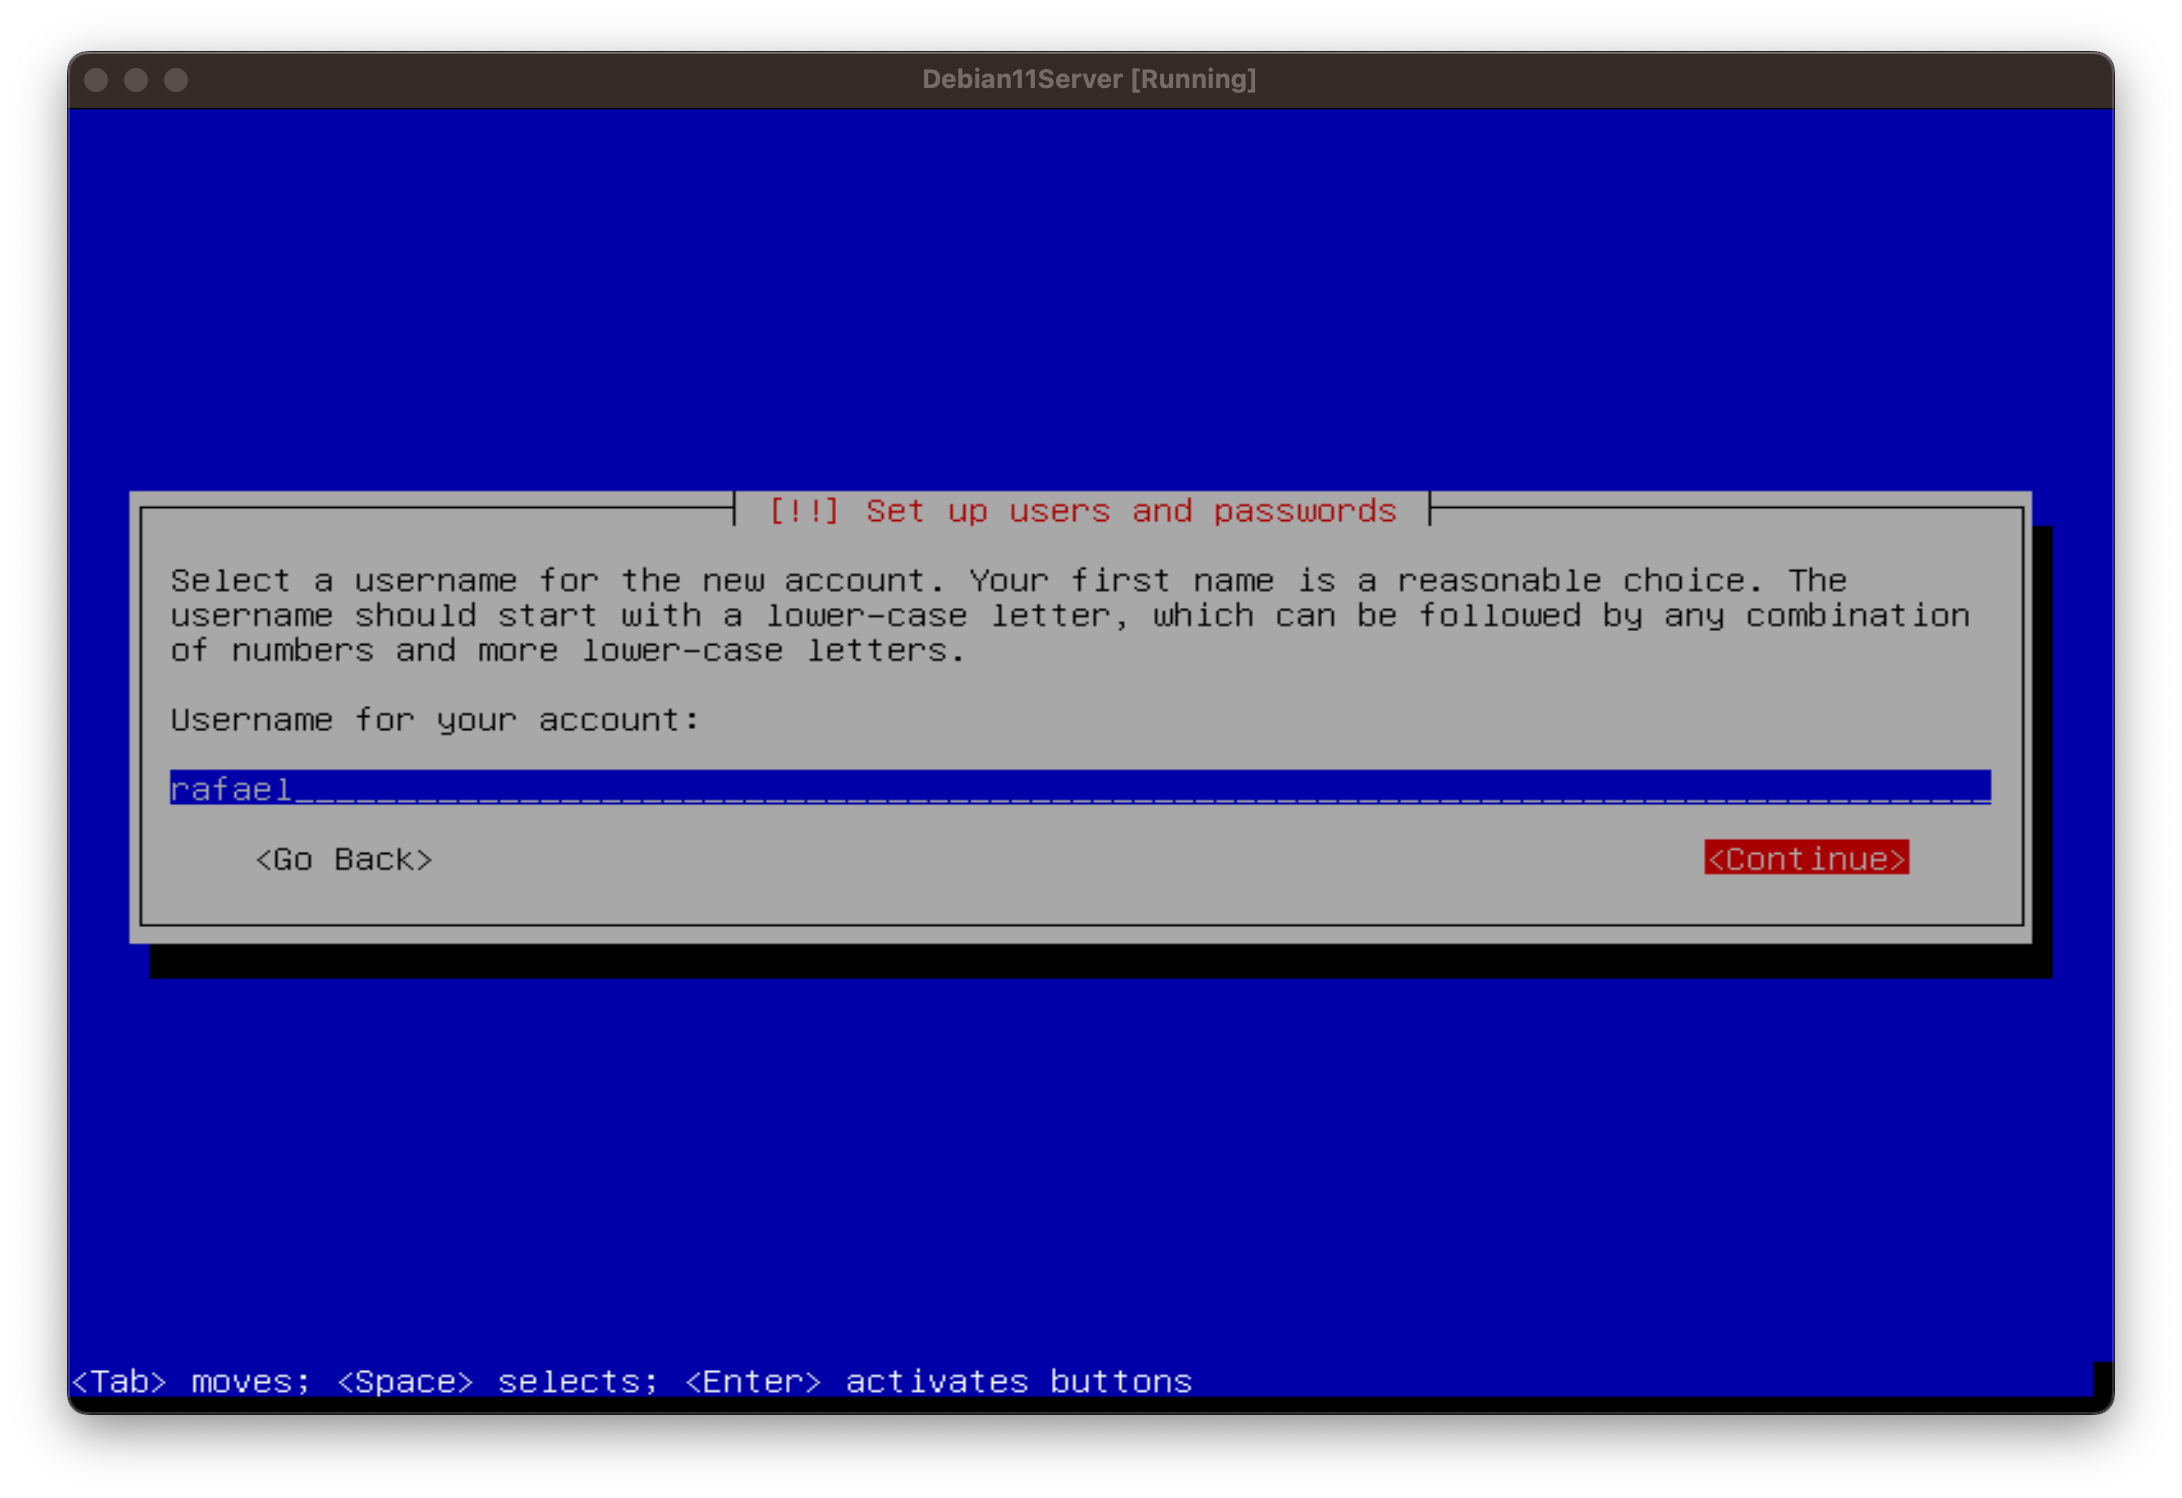 Debian11Server [Running]
[!!] Set up users and passwords
Select a username for the new account. Your first name is a reasonable choice. The
username should start with a lower-case letter, which can be followed by any combination
of numbers and more lower-case letters.
Username for your account:
rafael
<Go Back> <Continue>
<Tab> moves; <Space> selects; <Enter> activates buttons